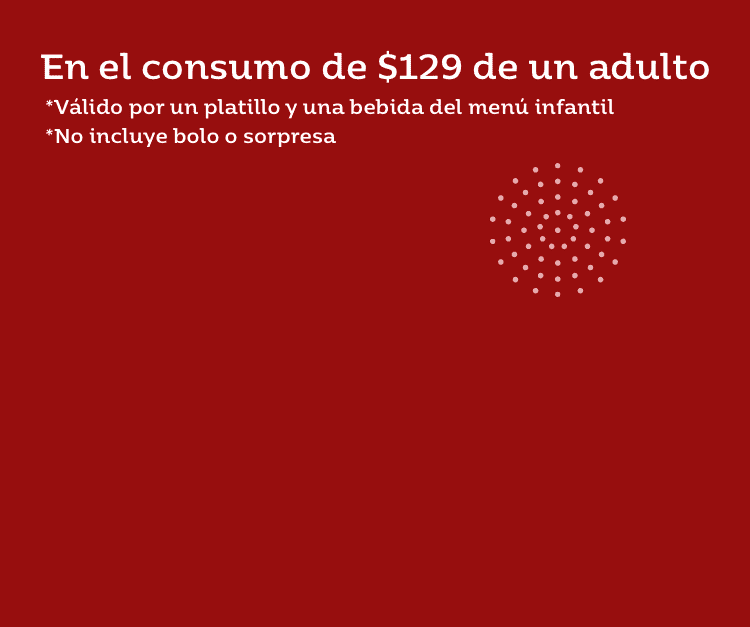 En el consumo de $129 de un adulto
*Válido por un platillo y una bebida del menú infantil
*No incluye bolo o sorpresa